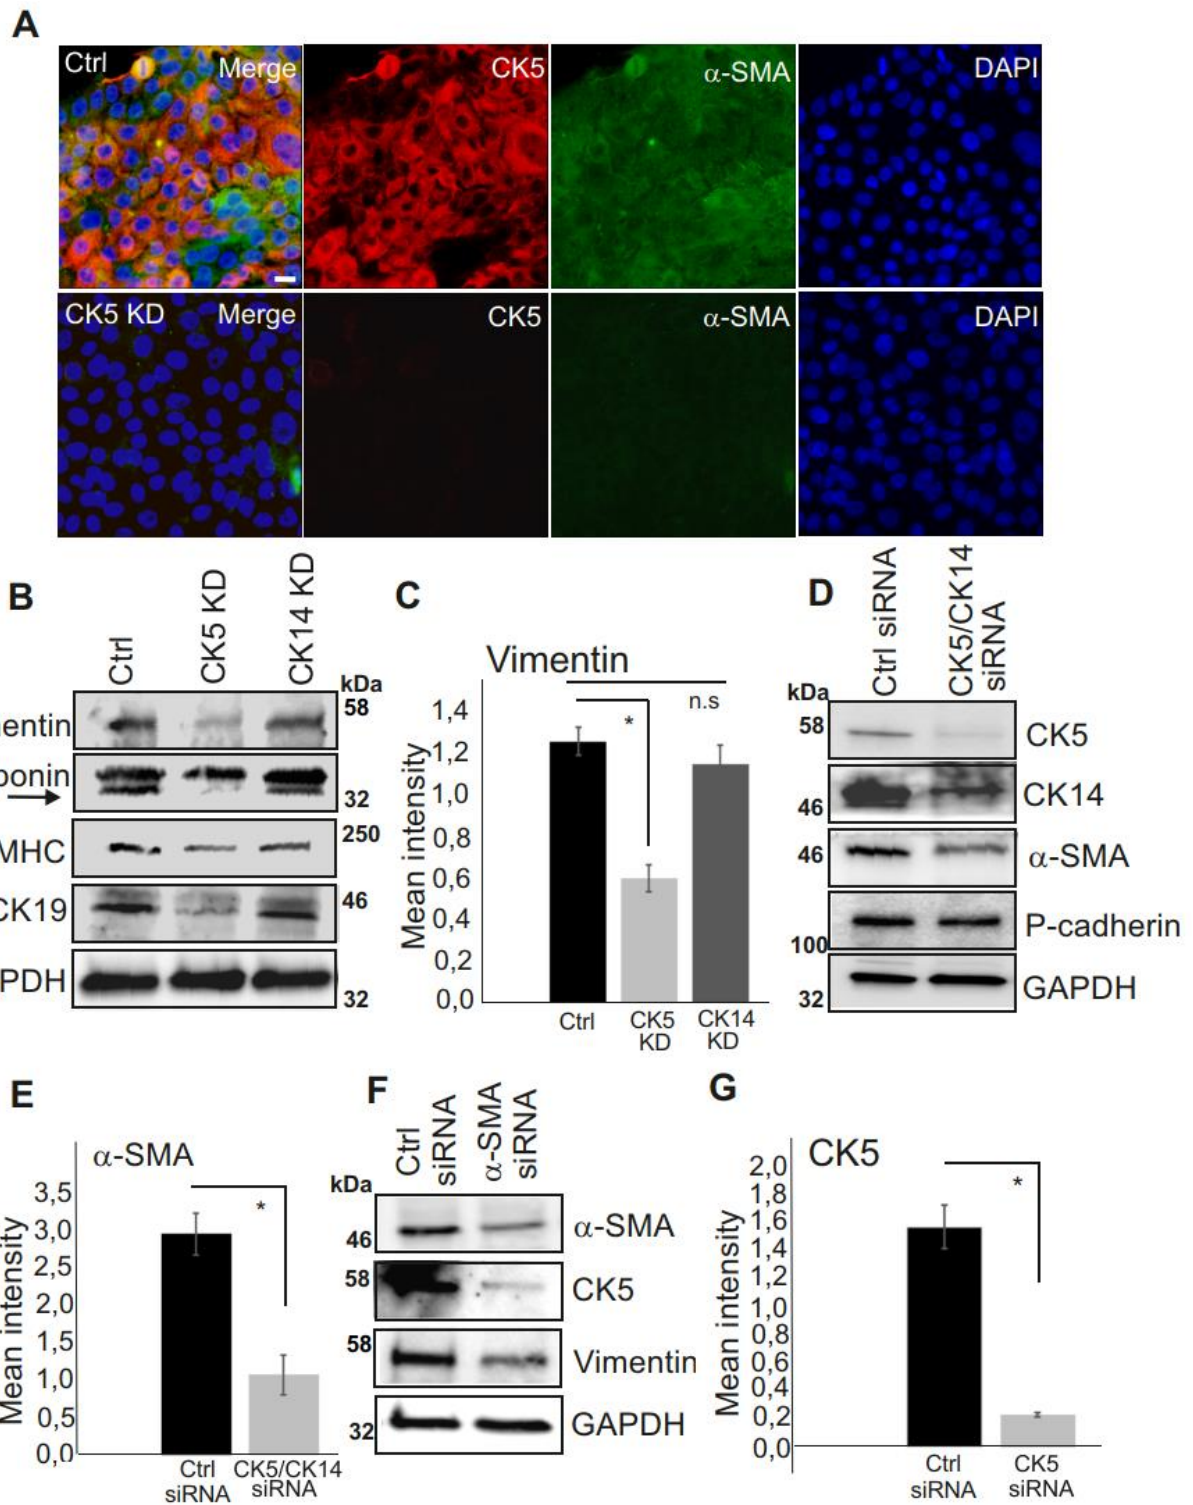 A
Ctrl
Merge
CK5
α-SMA
DAPI
CK5 KD
Merge
CK5
α-SMA
DAPI
B
Ctrl
CK5 KD
CK14 KD
kDa
58
nentin
ponin
32
250
MHC
46
CK19
PDH
32
C
Vimentin
n.s
*
Mean intensity
1,4
1,2
1,0
0,8
0,6
0,4
0,2
0,0
Ctrl
CK5
KD
CK14
KD
D
Ctrl siRNA
CK5/CK14
siRNA
kDa
58
CK5
46
CK14
46
α-SMA
P-cadherin
100
32
GAPDH
E
α-SMA
*
Mean intensity
3,5
3,0
2,5
2,0
1,5
1,0
0,5
0,0
Ctrl
siRNA
CK5/CK14
siRNA
F
Ctrl
siRNA
α-SMA
siRNA
kDa
46
α-SMA
58
CK5
58
Vimentin
32
GAPDH
G
CK5
*
Mean intensity
2,0
1,8
1,6
1,4
1,2
1,0
0,8
0,6
0,4
0,2
0,0
Ctrl
siRNA
CK5
siRNA